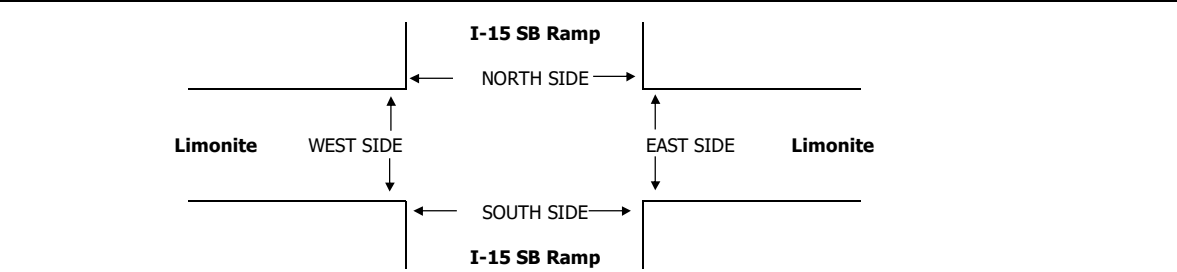 I-15 SB Ramp
NORTH SIDE
Limonite WEST SIDE EAST SIDE Limonite
SOUTH SIDE
I-15 SB Ramp